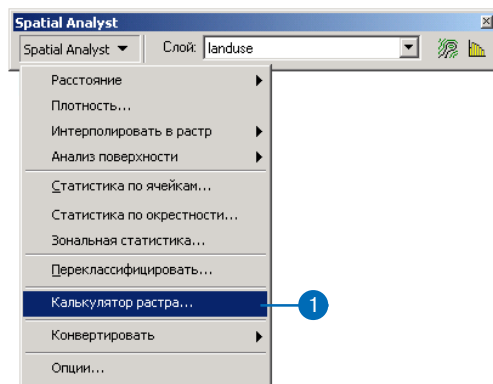 Spatial Analyst
Spatial Analyst Слой: landuse
Расстояние
Плотность...
Интерполировать в растр
Анализ поверхности
Статистика по ячейкам...
Статистика по окрестности...
Зональная статистика...
Переклассифицировать...
Калькулятор растра... 1
Конвертировать
Опции...